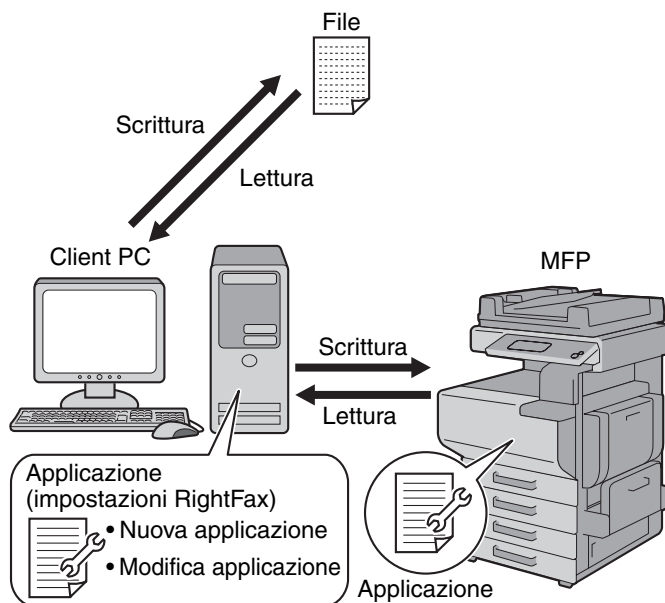 File
Scrittura
Lettura
Client PC
MFP
Scrittura
Lettura
Applicazione
(impostazioni RightFax)
• Nuova applicazione
• Modifica applicazione
Applicazione